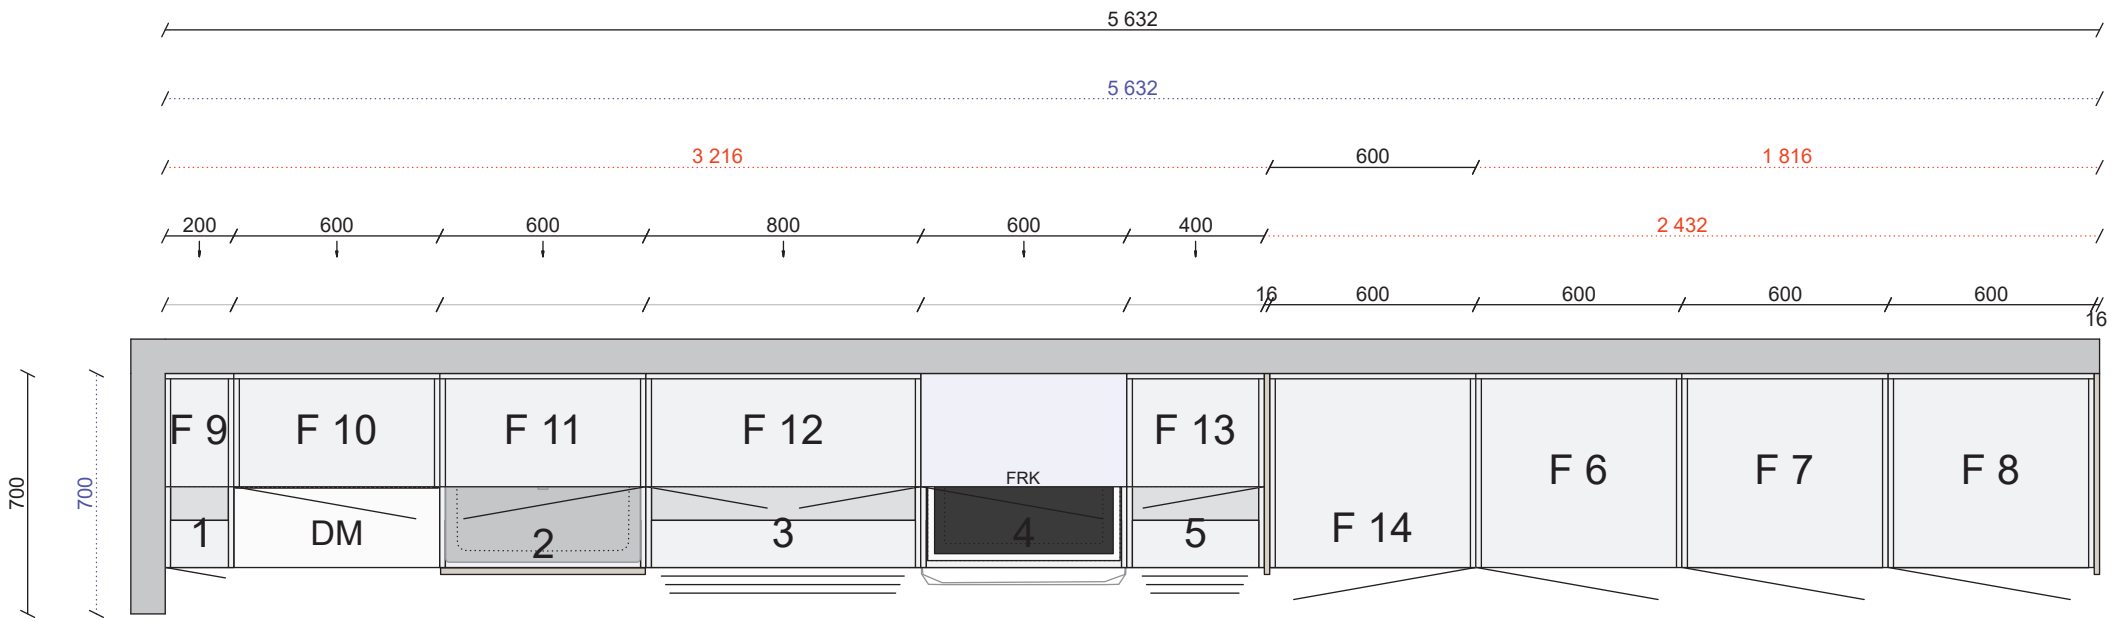 5 632
5 632
3 216 600 1 816
200 600 600 800 600 400 2 432
16 600 600 600 600 16
F 9 F 10 F 11 F 12 F 13
F 6 F 7 F 8
FRK
700 700
1 DM 2 3 4 5 F 14